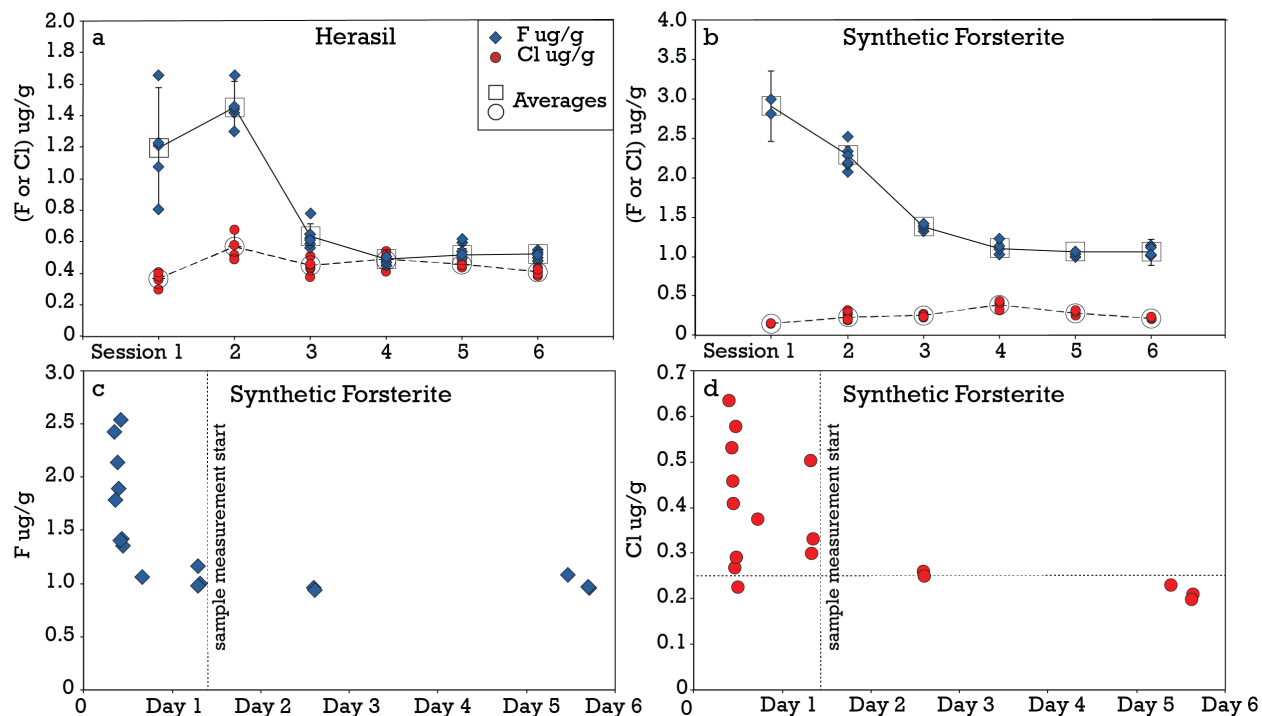 a
Herasil
F ug/g
Cl ug/g
Averages
(F or Cl) ug/g
2.0
1.8
1.6
1.4
1.2
1.0
0.8
0.6
0.4
0.2
0
Session 1 2 3 4 5 6
b
Synthetic Forsterite
(F or Cl) ug/g
4.0
3.0
2.5
2.0
1.5
1.0
0.5
0
Session 1 2 3 4 5 6
c
Synthetic Forsterite
sample measurement start
F ug/g
3.0
2.5
2.0
1.5
1.0
0.5
0
0 Day 1 Day 2 Day 3 Day 4 Day 5 Day 6
d
Synthetic Forsterite
sample measurement start
Cl ug/g
0.7
0.6
0.5
0.4
0.3
0.2
0.1
0
0 Day 1 Day 2 Day 3 Day 4 Day 5 Day 6